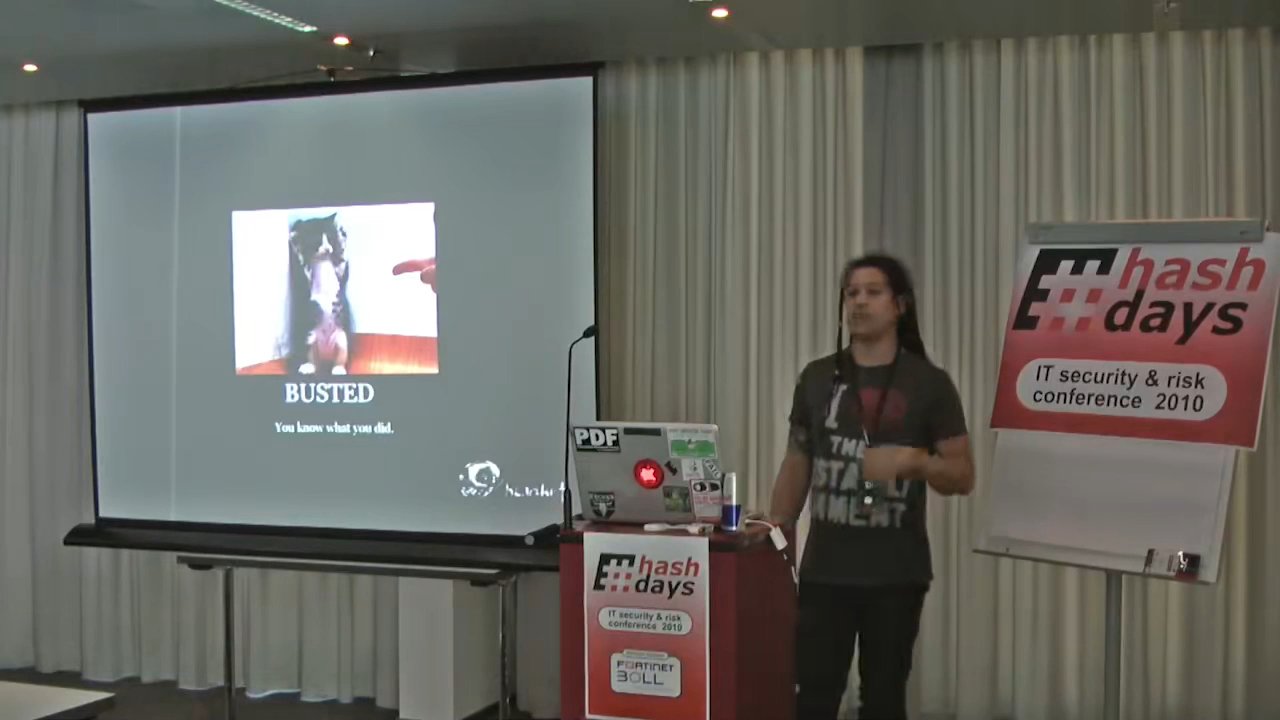 BUSTED
You know what you did.
PDF
I
THE
hash
days
IT security & risk
conference 2010
hash
days
IT security & risk
conference 2010
FORTINET
BOLL